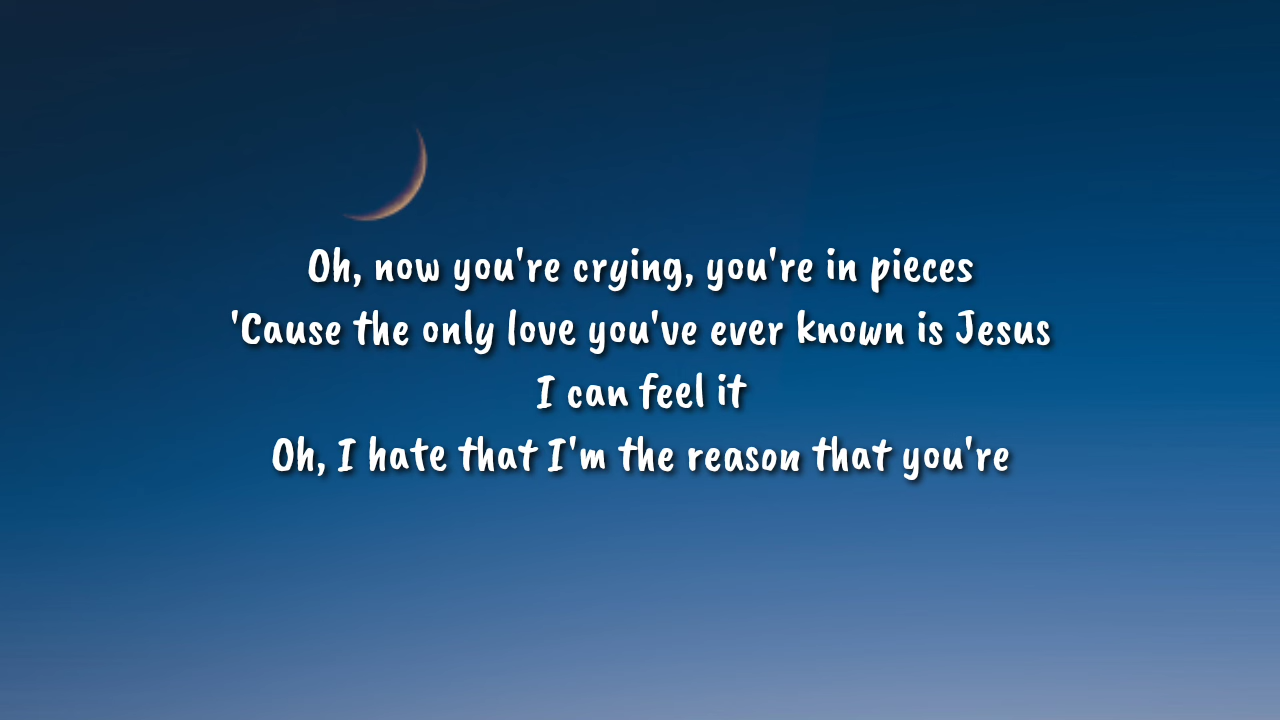 Oh, now you're crying, you're in pieces
'Cause the only love you've ever known is Jesus
I can feel it
Oh, I hate that I'm the reason that you're